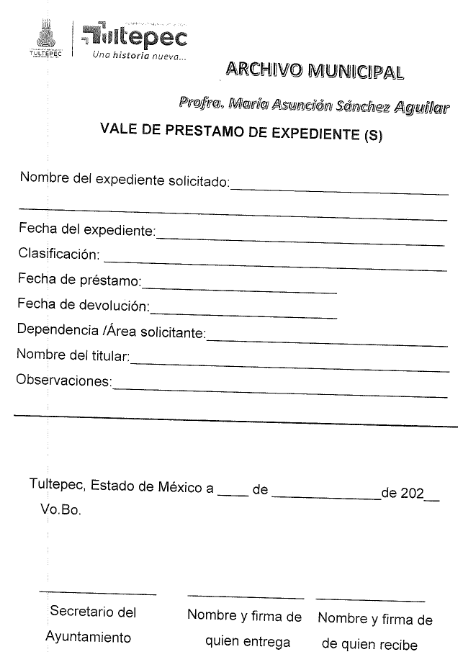 TULTEPEC
Tultepec
Una historia nueva...
ARCHIVO MUNICIPAL
Profra. María Asunción Sánchez Aguilar
VALE DE PRESTAMO DE EXPEDIENTE (S)
Nombre del expediente solicitado:
Fecha del expediente:
Clasificación:
Fecha de préstamo:
Fecha de devolución:
Dependencia /Área solicitante:
Nombre del titular:
Observaciones:
Tultepec, Estado de México a ____ de ______________de 202__
Vo.Bo.
Secretario del Ayuntamiento
Nombre y firma de quien entrega
Nombre y firma de de quien recibe